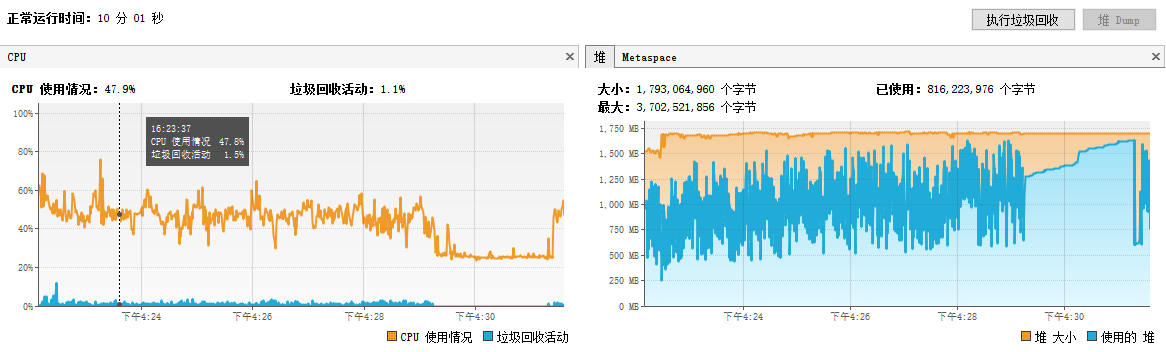 正常运行时间: 10 分 01 秒
执行垃圾回收
堆 Dump
CPU
CPU 使用情况: 47.9%
垃圾回收活动: 1.1%
100%
80%
60%
40%
20%
0%
16:23:37
CPU 使用情况 47.8%
垃圾回收活动 1.5%
下午4:24
下午4:26
下午4:28
下午4:30
CPU 使用情况
垃圾回收活动
堆
Metaspace
大小: 1,793,064,960 个字节
已使用: 816,223,976 个字节
最大: 3,702,521,856 个字节
1,750 MB
1,500 MB
1,250 MB
1,000 MB
750 MB
500 MB
250 MB
0 MB
下午4:24
下午4:26
下午4:28
下午4:30
堆 大小
使用的 堆